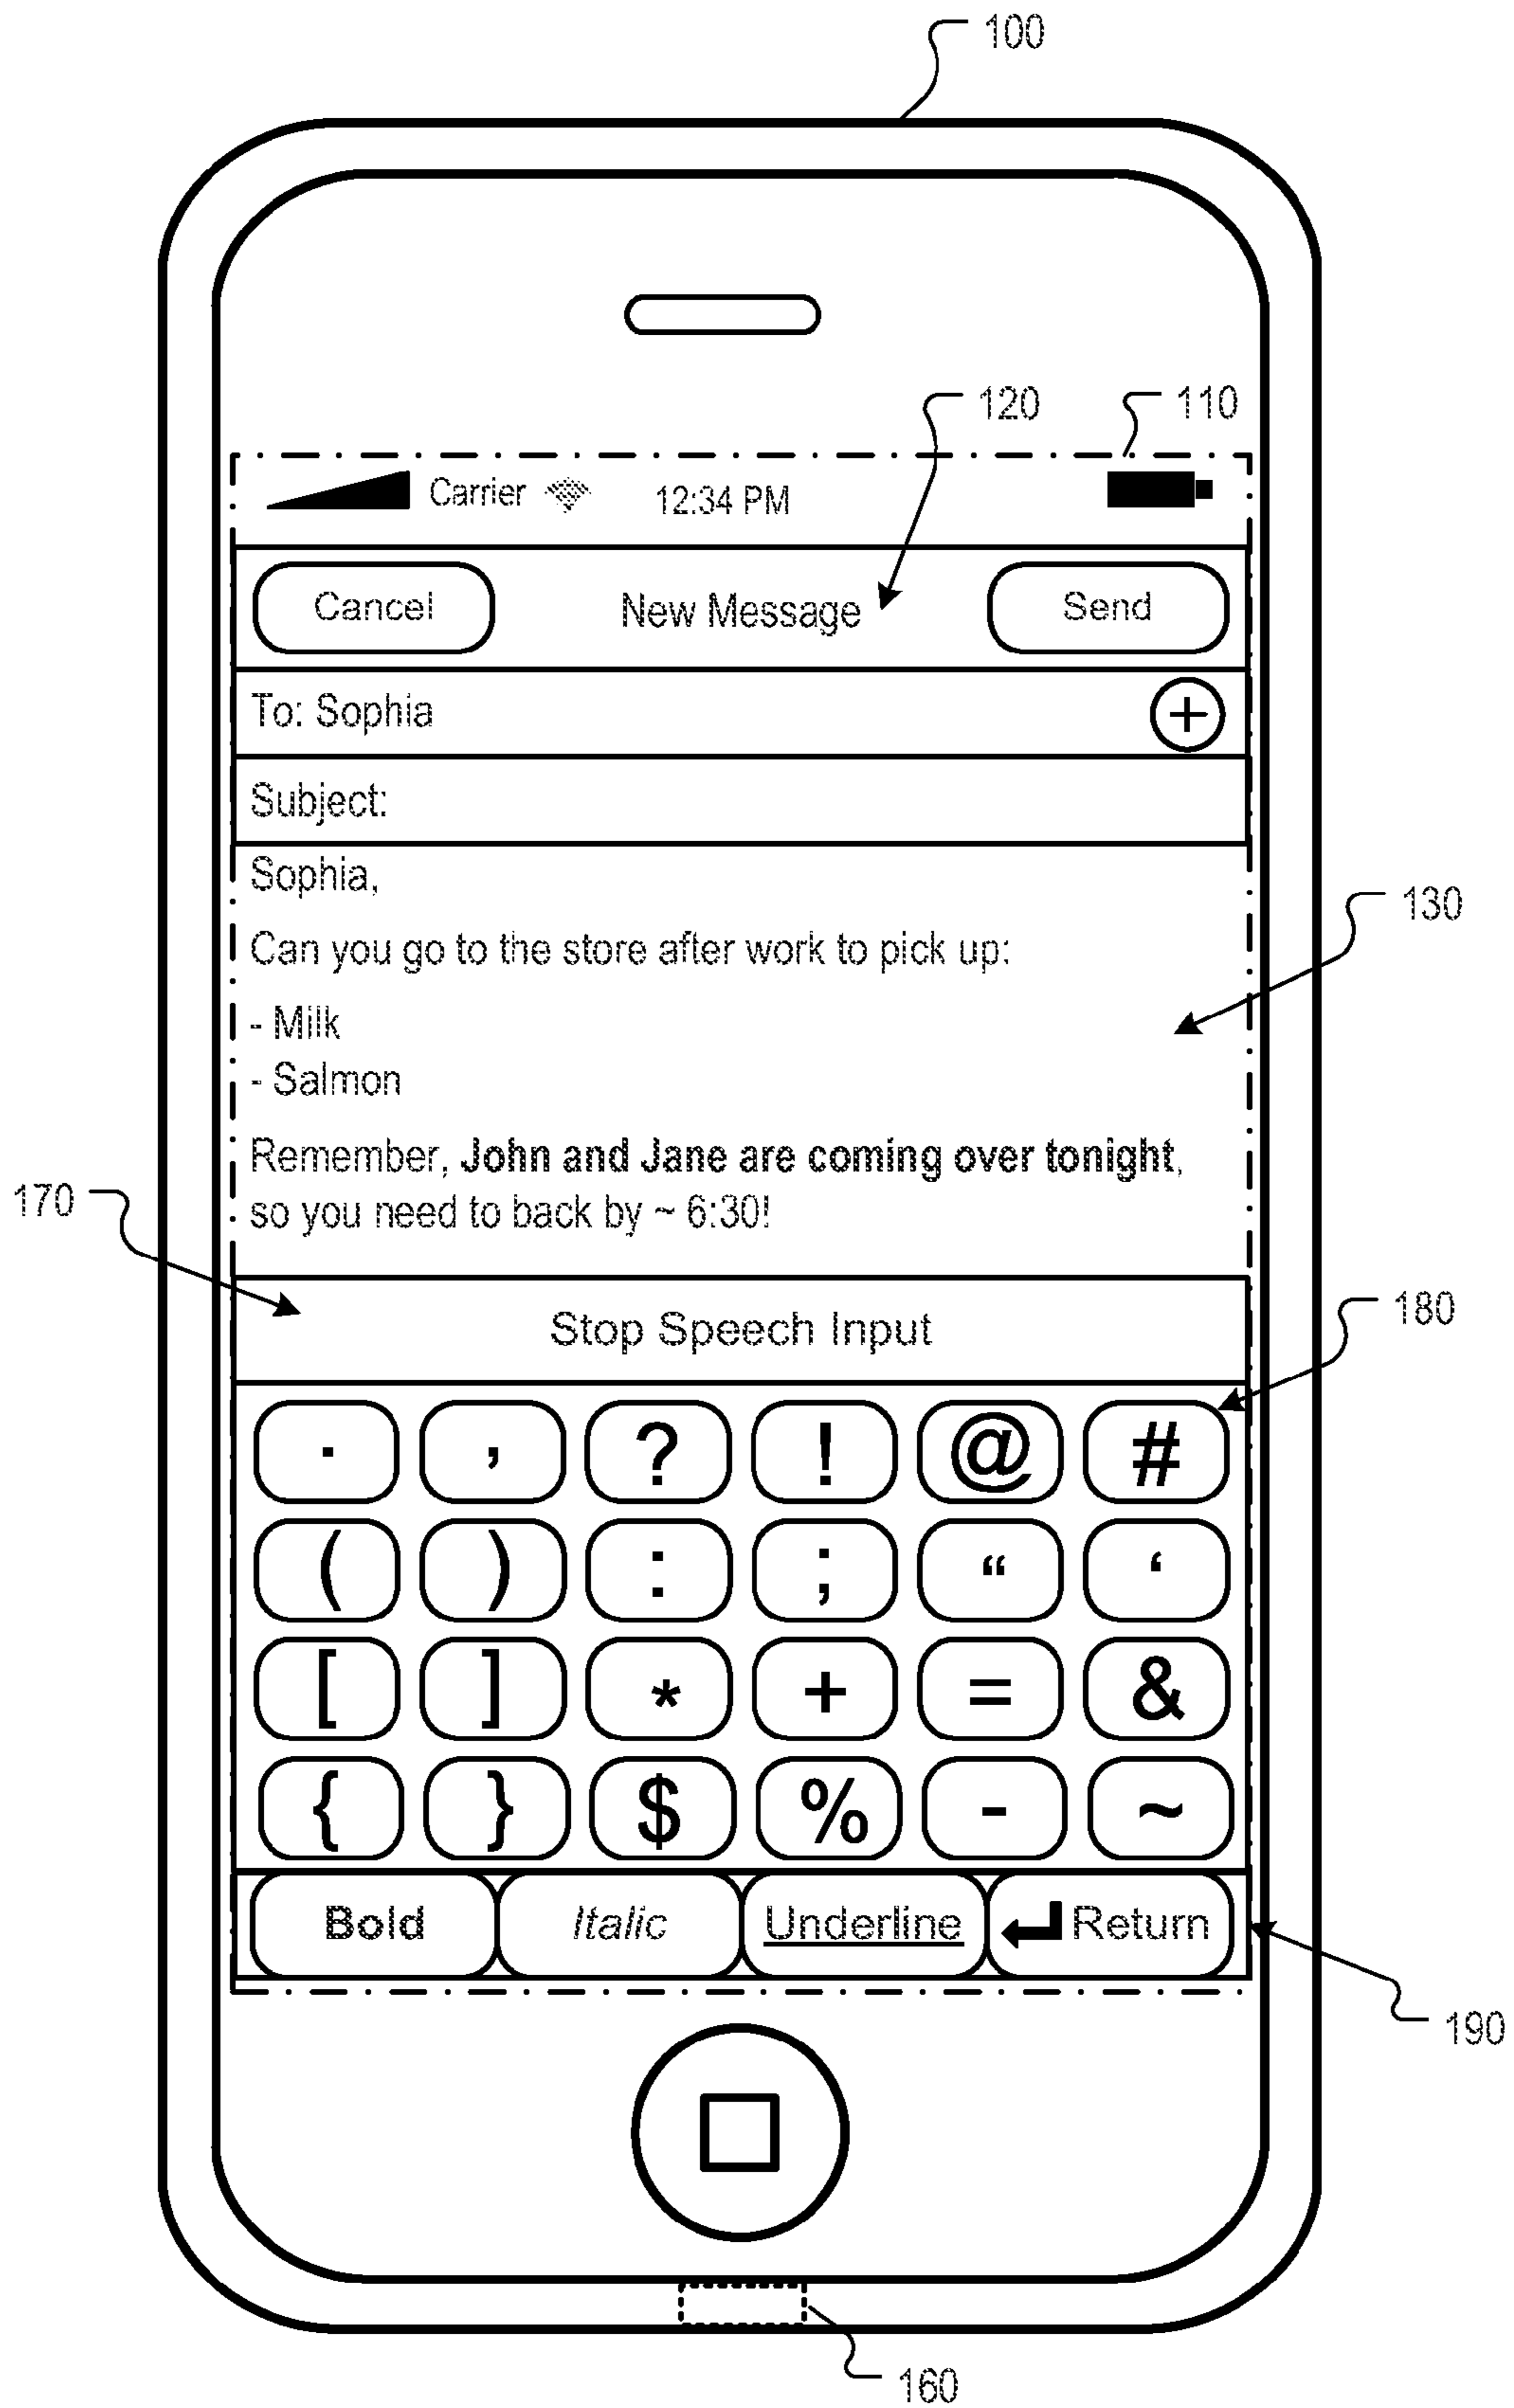 100
120
110
Carrier 12:34 PM
Cancel New Message Send
To: Sophia +
Subject:
Sophia,
130
Can you go to the store after work to pick up:
- Milk
- Salmon
Remember, John and Jane are coming over tonight,
170
so you need to back by ~ 6:30!
180
Stop Speech Input
. , ? ! @ #
( ) : ; “ ‘
[ ] * + = &
{ } $ % - ~
Bold Italic Underline Return
190
160